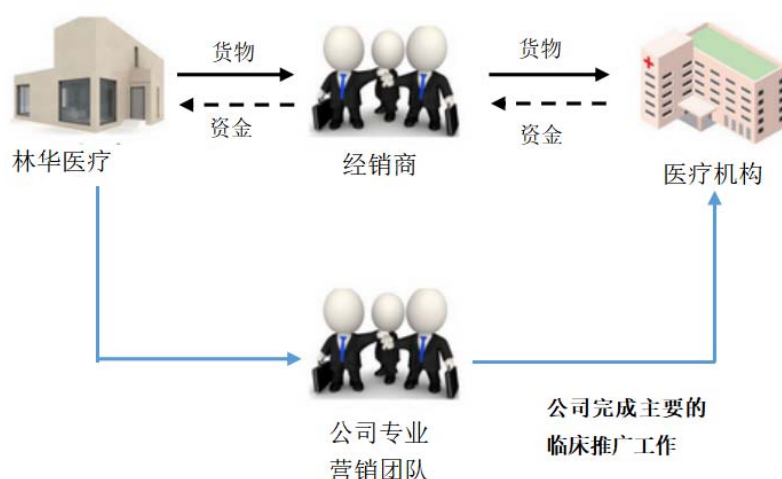 货物
货物
资金
资金
林华医疗
经销商
医疗机构
公司专业
营销团队
公司完成主要的
临床推广工作